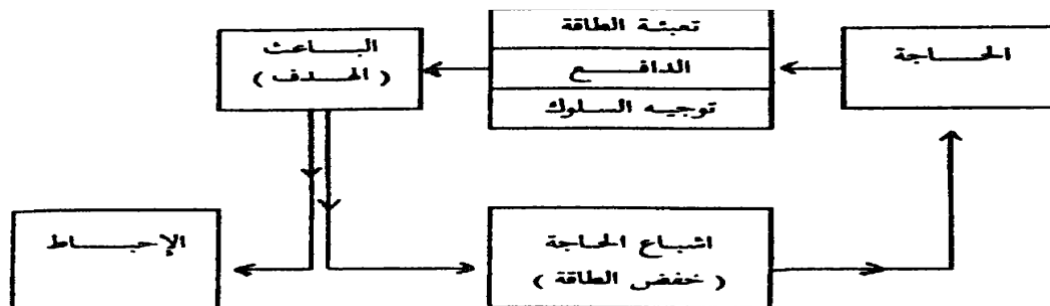 الحاجة
تعبئة الطاقة
الدافع
توجيه السلوك
الباعث
( الهدف )
اشباع الحاجة
( خفض الطاقة )
الإحباط